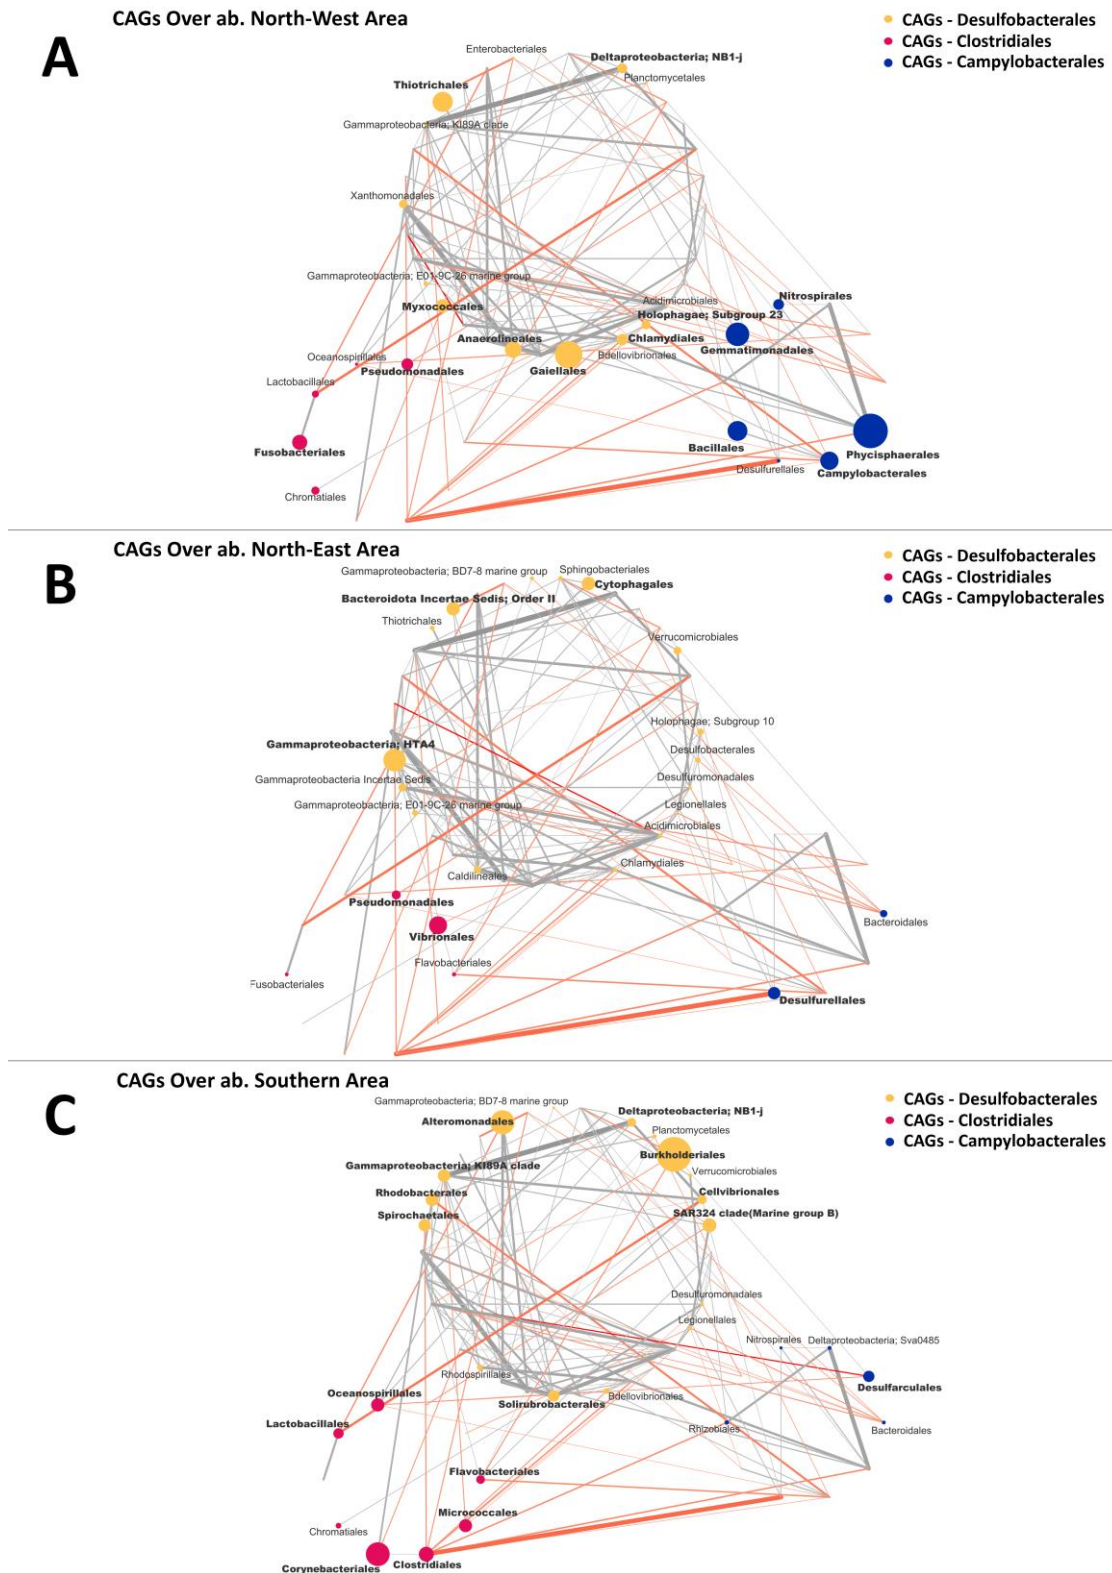 CAGs Over ab. North-West Area
A
CAGs - Desulfobacterales
CAGs - Clostridiales
CAGs - Campylobacterales
Enterobacteriales
Deltaproteobacteria; NB1-j
Planctomycetales
Thiotrichales
Gammaproteobacteria; KI89A clade
Xanthomonadales
Gammaproteobacteria; E01-9C-26 marine group
Myxococcales
Acidimicrobiales
Nitrospirales
Holophagae; Subgroup 23
Anaerolineales
Chlamydiales
Gemmatimonadales
Oceanospirillales
Bdellovibrionales
Pseudomonadales
Gaiellales
Lactobacillales
Fusobacteriales
Bacillales
Phycisphaerales
Desulfurellales
Campylobacterales
Chromatiales
CAGs Over ab. North-East Area
B
CAGs - Desulfobacterales
CAGs - Clostridiales
CAGs - Campylobacterales
Gammaproteobacteria; BD7-8 marine group
Sphingobacteriales
Cytophagales
Bacteroidota Incertae Sedis; Order II
Thiotrichales
Verrucomicrobiales
Holophagae; Subgroup 10
Gammaproteobacteria; HTA4
Desulfobacterales
Gammaproteobacteria Incertae Sedis
Desulfuromonadales
Gammaproteobacteria; E01-9C-26 marine group
Legionellales
Acidimicrobiales
Chlamydiales
Caldilineales
Pseudomonadales
Bacteroidales
Vibrionales
Flavobacteriales
Fusobacteriales
Desulfurellales
CAGs Over ab. Southern Area
C
CAGs - Desulfobacterales
CAGs - Clostridiales
CAGs - Campylobacterales
Gammaproteobacteria; BD7-8 marine group
Deltaproteobacteria; NB1-j
Alteromonadales
Planctomycetales
Burkholderiales
Gammaproteobacteria; KI89A clade
Verrucomicrobiales
Rhodobacterales
Cellvibrionales
Spirochaetales
SAR324 clade(Marine group B)
Desulfuromonadales
Legionellales
Nitrospirales
Deltaproteobacteria; Sva0485
Rhodospirillales
Desulfarculales
Oceanospirillales
Bdellovibrionales
Solirubrobacterales
Lactobacillales
Rhizobiales
Bacteroidales
Flavobacteriales
Micrococcales
Chromatiales
Corynebacteriales
Clostridiales